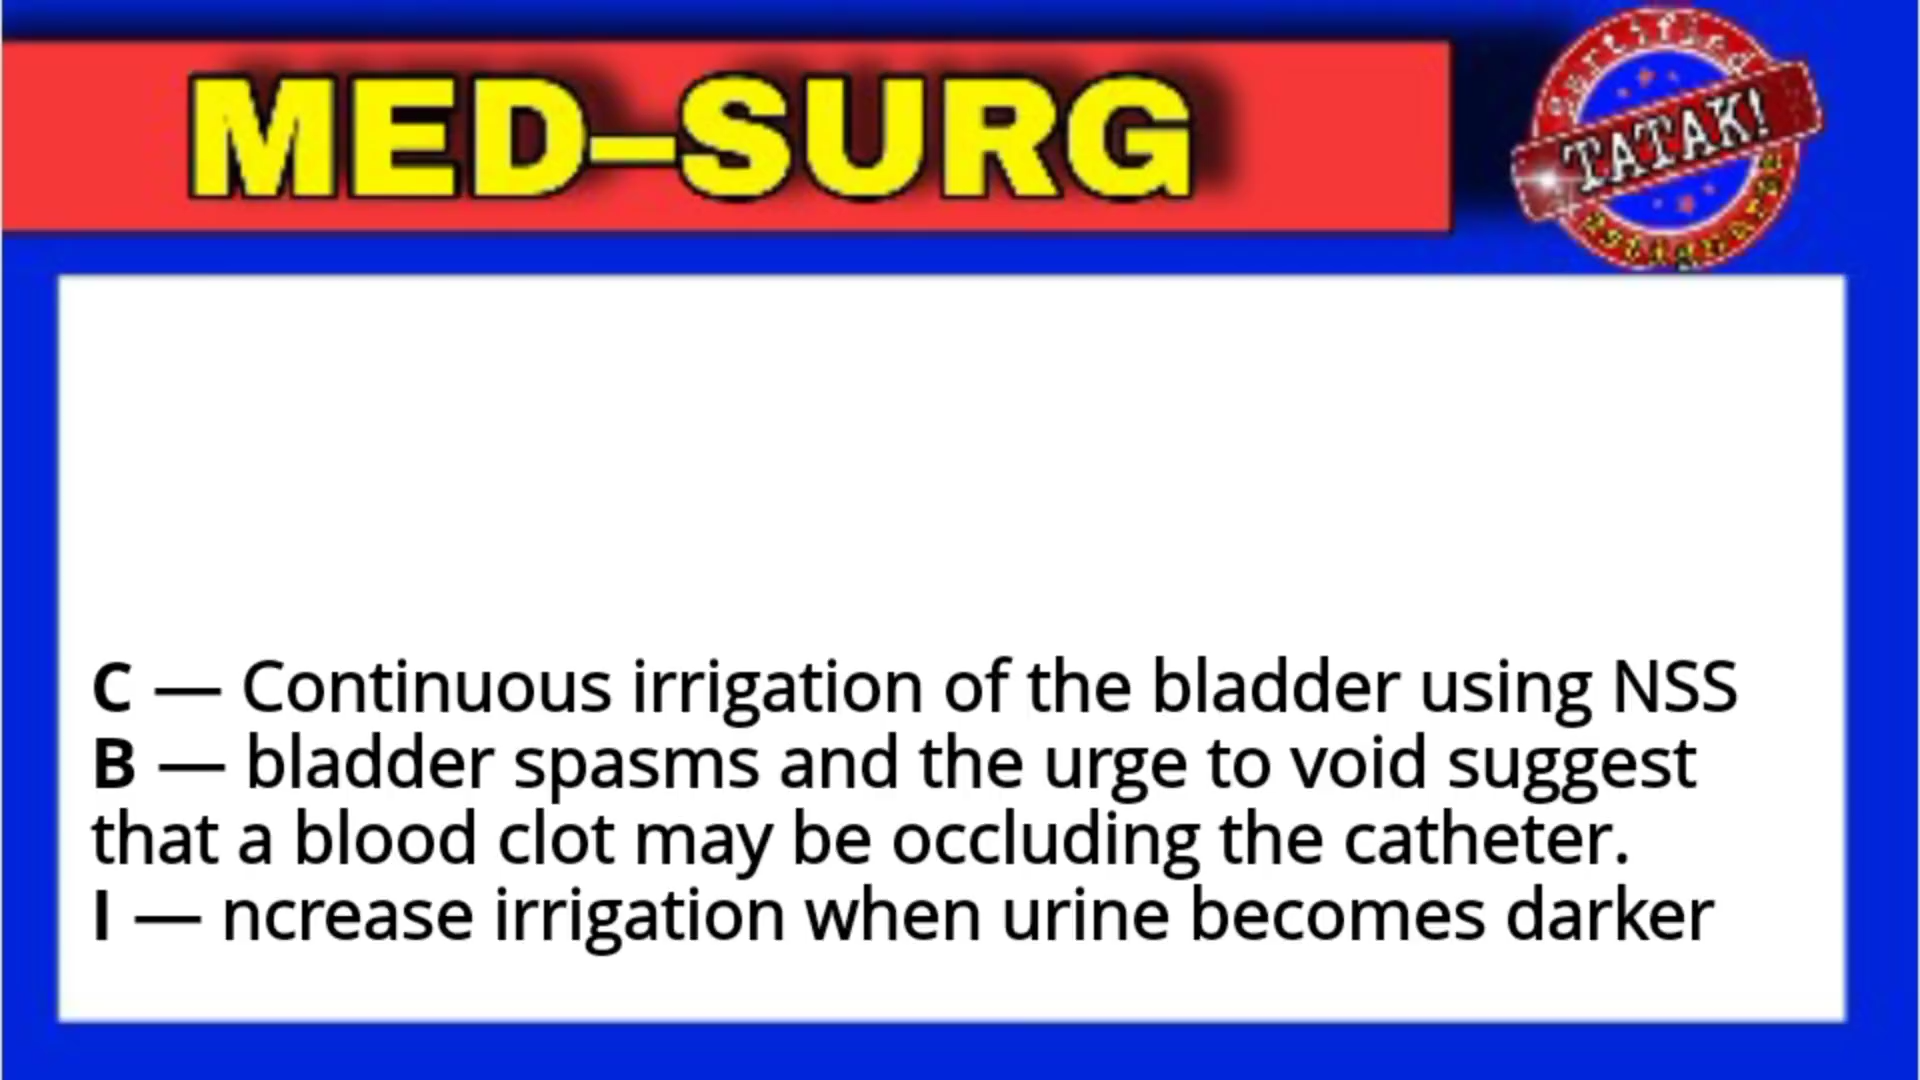 MED–SURG
certified
TATAK!
C — Continuous irrigation of the bladder using NSS
B — bladder spasms and the urge to void suggest
that a blood clot may be occluding the catheter.
I — ncrease irrigation when urine becomes darker